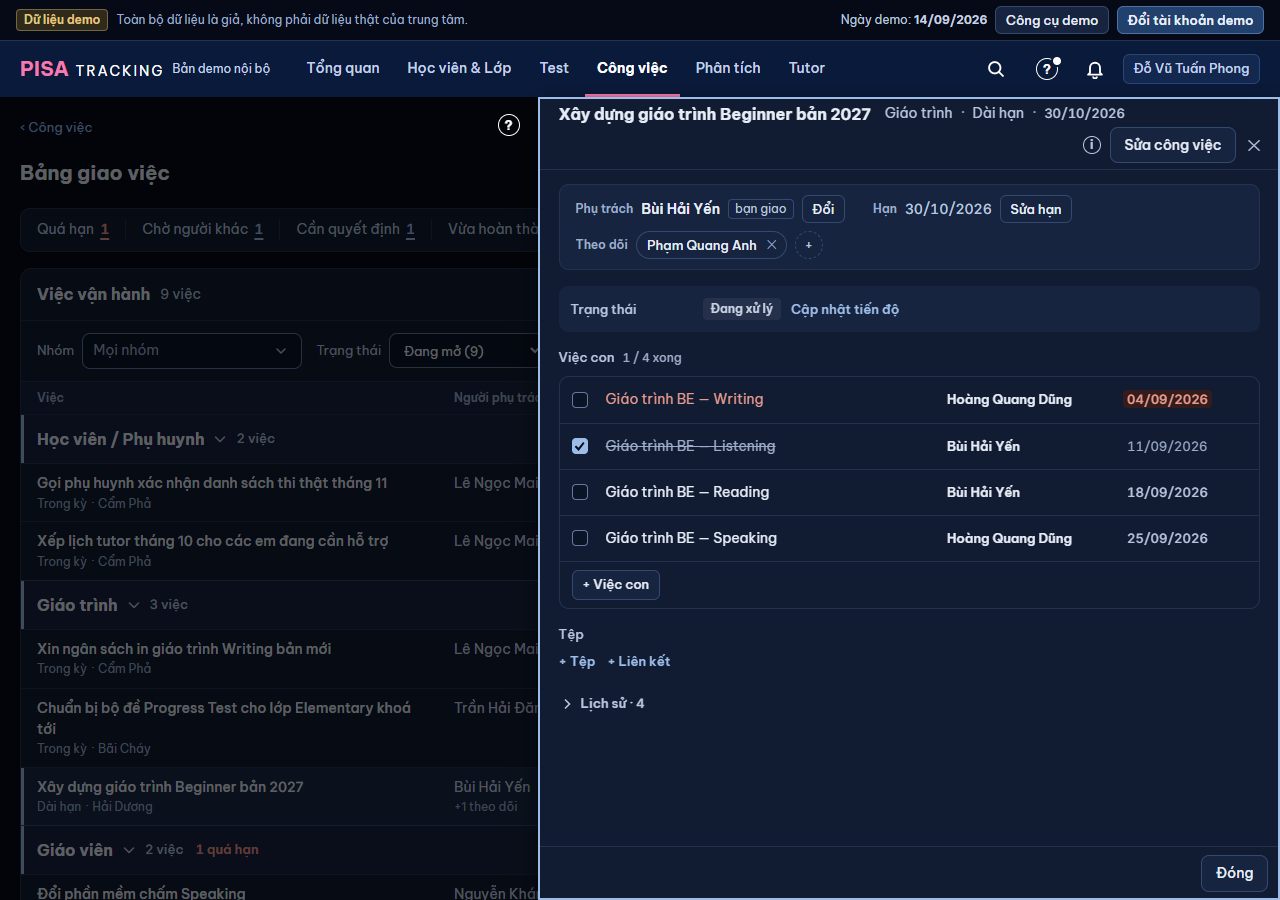 Dữ liệu demo Toàn bộ dữ liệu là giả, không phải dữ liệu thật của trung tâm. Ngày demo: 14/09/2026 Công cụ demo Đổi tài khoản demo
PISA TRACKING Bản demo nội bộ Tổng quan Học viên & Lớp Test Công việc Phân tích Tutor ? Đỗ Vũ Tuấn Phong
‹ Công việc ?
Bảng giao việc
Quá hạn 1 Chờ người khác 1 Cần quyết định 1 Vừa hoàn thà
Việc vận hành 9 việc
Nhóm Mọi nhóm Trạng thái Đang mở (9)
Việc Người phụ trác
Học viên / Phụ huynh 2 việc
Gọi phụ huynh xác nhận danh sách thi thật tháng 11 Lê Ngọc Mai
Trong kỳ · Cẩm Phả
Xếp lịch tutor tháng 10 cho các em đang cần hỗ trợ Lê Ngọc Mai
Trong kỳ · Cẩm Phả
Giáo trình 3 việc
Xin ngân sách in giáo trình Writing bản mới Lê Ngọc Mai
Trong kỳ · Cẩm Phả
Chuẩn bị bộ đề Progress Test cho lớp Elementary khoá Trần Hải Đăn
tới
Trong kỳ · Bãi Cháy
Xây dựng giáo trình Beginner bản 2027 Bùi Hải Yến
Dài hạn · Hải Dương +1 theo dõi
Giáo viên 2 việc 1 quá hạn
Đổi phần mềm chấm Speaking Nguyễn Khá
Xây dựng giáo trình Beginner bản 2027 Giáo trình · Dài hạn · 30/10/2026
Sửa công việc
Phụ trách Bùi Hải Yến bạn giao Đổi Hạn 30/10/2026 Sửa hạn
Theo dõi Phạm Quang Anh +
Trạng thái Đang xử lý Cập nhật tiến độ
Việc con 1 / 4 xong
Giáo trình BE — Writing Hoàng Quang Dũng 04/09/2026
Giáo trình BE — Listening Bùi Hải Yến 11/09/2026
Giáo trình BE — Reading Bùi Hải Yến 18/09/2026
Giáo trình BE — Speaking Hoàng Quang Dũng 25/09/2026
+ Việc con
Tệp
+ Tệp + Liên kết
Lịch sử · 4
Đóng